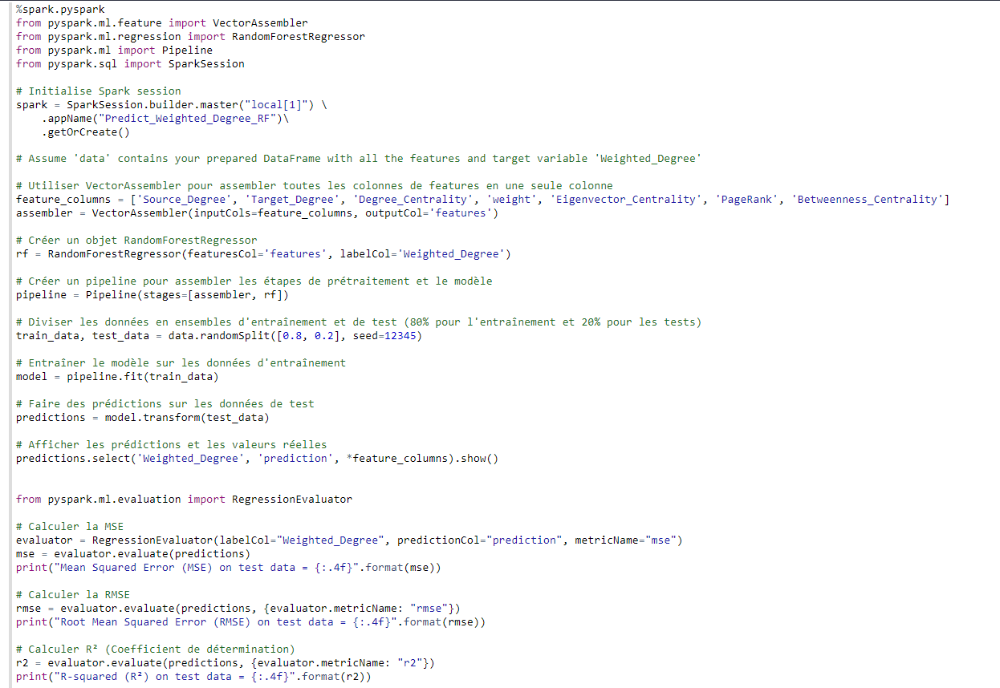 %spark.pyspark
from pyspark.ml.feature import VectorAssembler
from pyspark.ml.regression import RandomForestRegressor
from pyspark.ml import Pipeline
from pyspark.sql import SparkSession

# Initialise Spark session
spark = SparkSession.builder.master("local[1]") \
    .appName("Predict_Weighted_Degree_RF")\
    .getOrCreate()

# Assume 'data' contains your prepared DataFrame with all the features and target variable 'Weighted_Degree'

# Utiliser VectorAssembler pour assembler toutes les colonnes de features en une seule colonne
feature_columns = ['Source_Degree', 'Target_Degree', 'Degree_Centrality', 'weight', 'Eigenvector_Centrality', 'PageRank', 'Betweenness_Centrality']
assembler = VectorAssembler(inputCols=feature_columns, outputCol='features')

# Créer un objet RandomForestRegressor
rf = RandomForestRegressor(featuresCol='features', labelCol='Weighted_Degree')

# Créer un pipeline pour assembler les étapes de prétraitement et le modèle
pipeline = Pipeline(stages=[assembler, rf])

# Diviser les données en ensembles d'entraînement et de test (80% pour l'entraînement et 20% pour les tests)
train_data, test_data = data.randomSplit([0.8, 0.2], seed=12345)

# Entraîner le modèle sur les données d'entraînement
model = pipeline.fit(train_data)

# Faire des prédictions sur les données de test
predictions = model.transform(test_data)

# Afficher les prédictions et les valeurs réelles
predictions.select('Weighted_Degree', 'prediction', *feature_columns).show()


from pyspark.ml.evaluation import RegressionEvaluator

# Calculer la MSE
evaluator = RegressionEvaluator(labelCol="Weighted_Degree", predictionCol="prediction", metricName="mse")
mse = evaluator.evaluate(predictions)
print("Mean Squared Error (MSE) on test data = {:.4f}".format(mse))

# Calculer la RMSE
rmse = evaluator.evaluate(predictions, {evaluator.metricName: "rmse"})
print("Root Mean Squared Error (RMSE) on test data = {:.4f}".format(rmse))

# Calculer R² (Coefficient de détermination)
r2 = evaluator.evaluate(predictions, {evaluator.metricName: "r2"})
print("R-squared (R²) on test data = {:.4f}".format(r2))